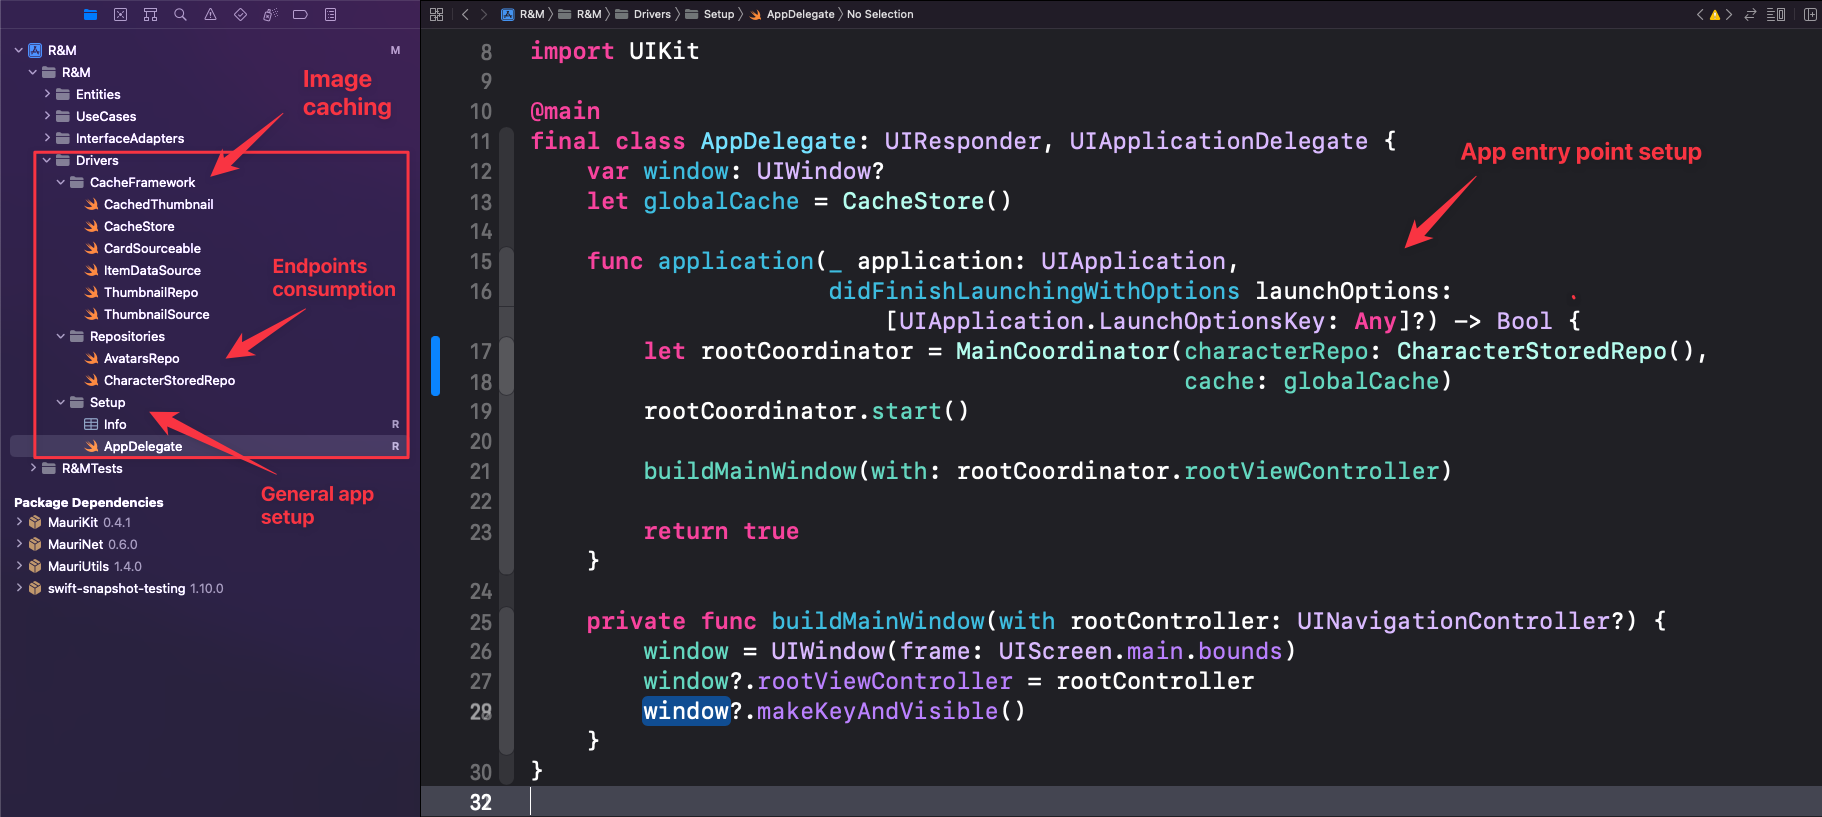 R&M
R&M
Drivers
Setup
AppDelegate
No Selection
R&M M
R&M
Entities
UseCases
InterfaceAdapters
Drivers
CacheFramework
CachedThumbnail
CacheStore
CardSourceable
ItemDataSource
ThumbnailRepo
ThumbnailSource
Repositories
AvatarsRepo
CharacterStoredRepo
Setup
Info R
AppDelegate R
R&MTests
Package Dependencies
MauriKit 0.4.1
MauriNet 0.6.0
MauriUtils 1.4.0
swift-snapshot-testing 1.10.0
Image
caching
Endpoints
consumption
General app
setup
App entry point setup
8 import UIKit
9
10 @main
11 final class AppDelegate: UIResponder, UIApplicationDelegate {
12 var window: UIWindow?
13 let globalCache = CacheStore()
14
15 func application(_ application: UIApplication,
16 didFinishLaunchingWithOptions launchOptions:
[UIApplication.LaunchOptionsKey: Any]?) -> Bool {
17 let rootCoordinator = MainCoordinator(characterRepo: CharacterStoredRepo(),
18 cache: globalCache)
19 rootCoordinator.start()
20
21 buildMainWindow(with: rootCoordinator.rootViewController)
22
23 return true
}
24
25 private func buildMainWindow(with rootController: UINavigationController?) {
26 window = UIWindow(frame: UIScreen.main.bounds)
27 window?.rootViewController = rootController
window?.makeKeyAndVisible()
}
30 }
32